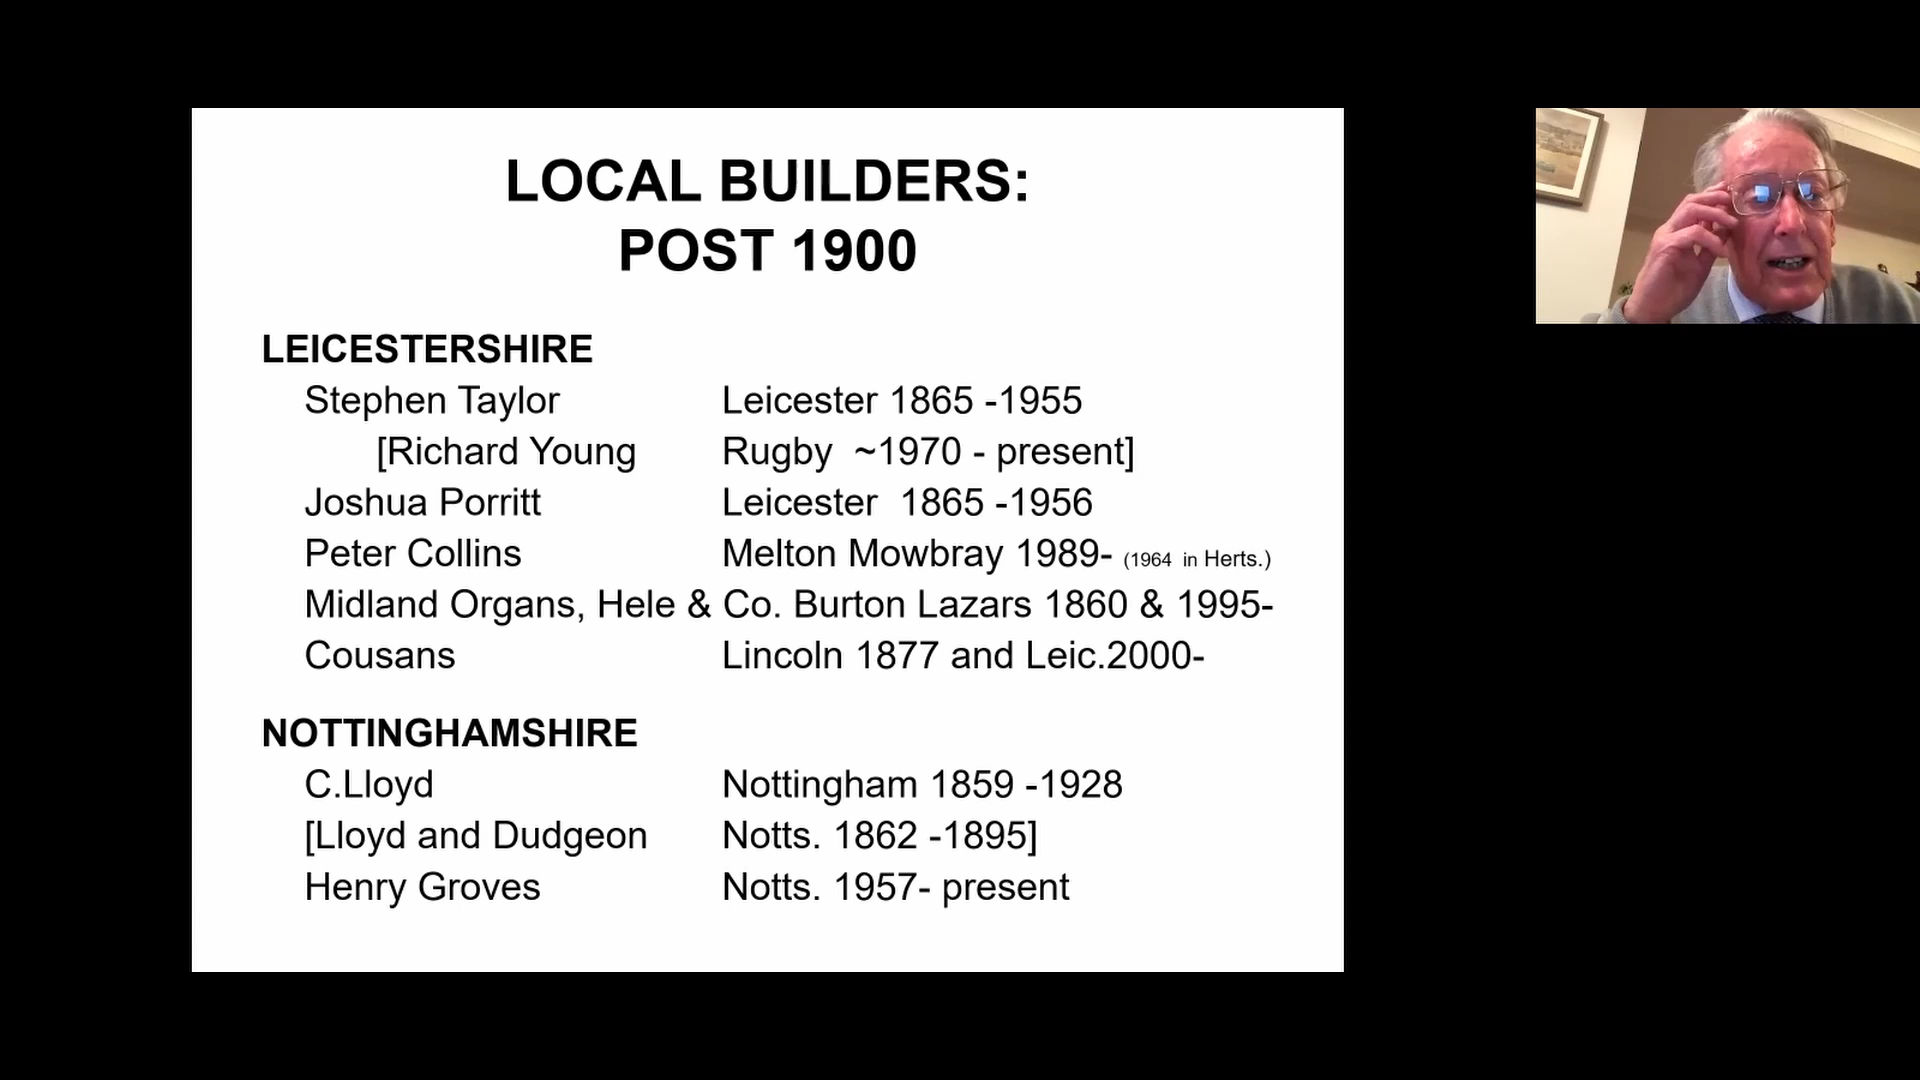 LOCAL BUILDERS:
POST 1900
LEICESTERSHIRE
Stephen Taylor Leicester 1865 -1955
[Richard Young Rugby ~1970 - present]
Joshua Porritt Leicester 1865 -1956
Peter Collins Melton Mowbray 1989- (1964 in Herts.)
Midland Organs, Hele & Co. Burton Lazars 1860 & 1995-
Cousans Lincoln 1877 and Leic.2000-
NOTTINGHAMSHIRE
C.Lloyd Nottingham 1859 -1928
[Lloyd and Dudgeon Notts. 1862 -1895]
Henry Groves Notts. 1957- present